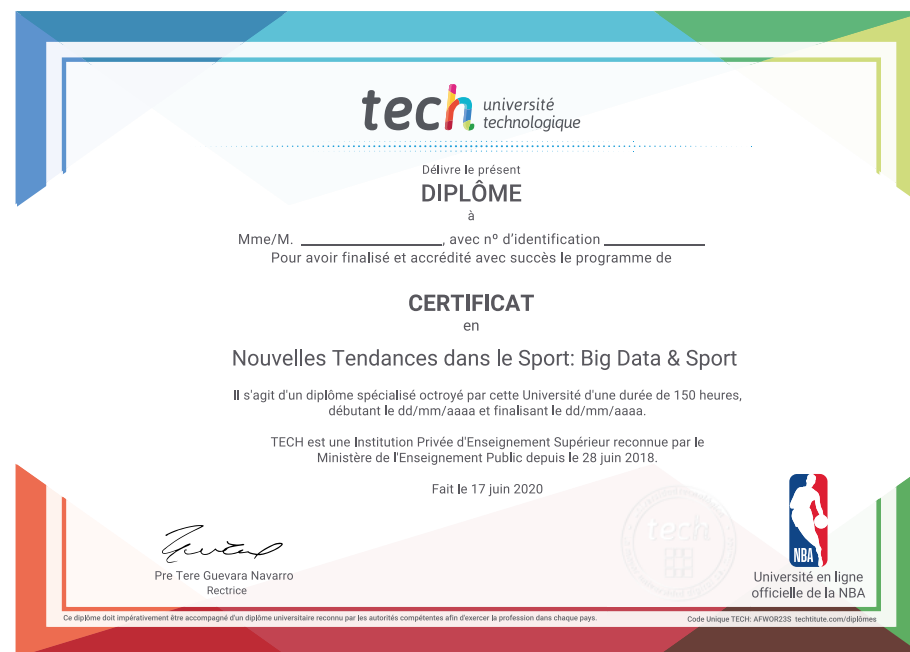 tech université
technologique
Délivre le présent
DIPLÔME
à
Mme/M. ____________, avec nº d'identification ____________
Pour avoir finalisé et accrédité avec succès le programme de
CERTIFICAT
en
Nouvelles Tendances dans le Sport: Big Data & Sport
Il s'agit d'un diplôme spécialisé octroyé par cette Université d'une durée de 150 heures,
débutant le dd/mm/aaaa et finalisant le dd/mm/aaaa.
TECH est une Institution Privée d'Enseignement Supérieur reconnue par le
Ministère de l'Enseignement Public depuis le 28 juin 2018.
Fait le 17 juin 2020
tech
NBA
Pre Tere Guevara Navarro
Rectrice
Université en ligne
officielle de la NBA
Ce diplôme doit impérativement être accompagné d'un diplôme universitaire reconnu par les autorités compétentes afin d'exercer la profession dans chaque pays.
Code Unique TECH: AFWOR23S techtitute.com/diplômes